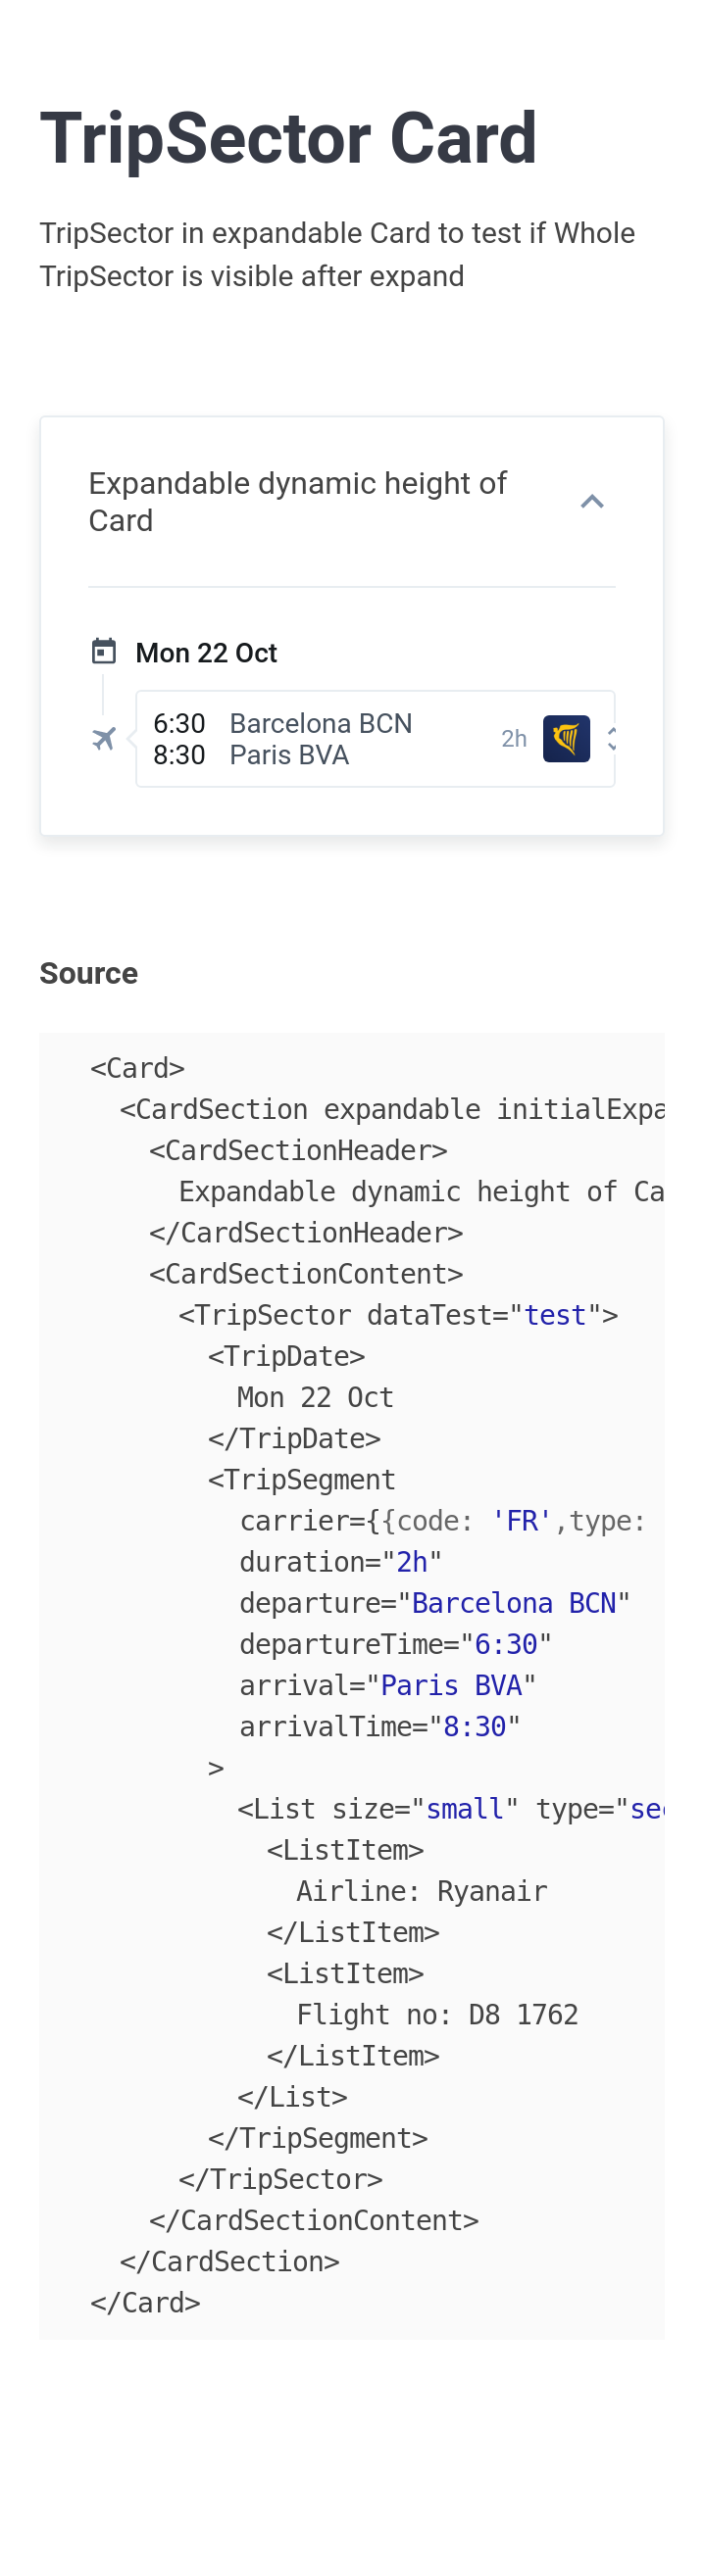 TripSector Card
TripSector in expandable Card to test if Whole
TripSector is visible after expand
Expandable dynamic height of
Card
Mon 22 Oct
6:30 Barcelona BCN
8:30 Paris BVA
2h
Source
<Card>
<CardSection expandable initialExpa
<CardSectionHeader>
Expandable dynamic height of Ca
</CardSectionHeader>
<CardSectionContent>
<TripSector dataTest="test">
<TripDate>
Mon 22 Oct
</TripDate>
<TripSegment
carrier={{code: 'FR',type:
duration="2h"
departure="Barcelona BCN"
departureTime="6:30"
arrival="Paris BVA"
arrivalTime="8:30"
>
<List size="small" type="sec
<ListItem>
Airline: Ryanair
</ListItem>
<ListItem>
Flight no: D8 1762
</ListItem>
</List>
</TripSegment>
</TripSector>
</CardSectionContent>
</CardSection>
</Card>